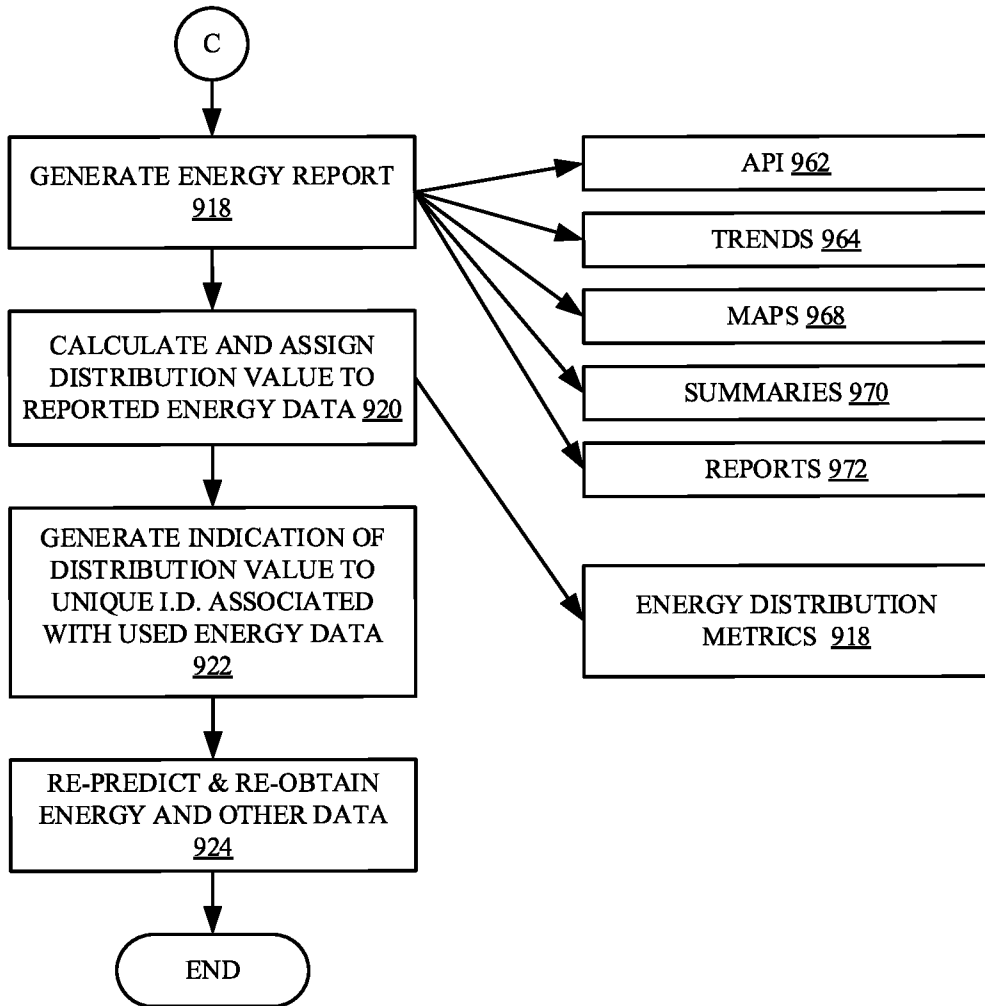 C
GENERATE ENERGY REPORT
918
CALCULATE AND ASSIGN
DISTRIBUTION VALUE TO
REPORTED ENERGY DATA 920
GENERATE INDICATION OF
DISTRIBUTION VALUE TO
UNIQUE I.D. ASSOCIATED
WITH USED ENERGY DATA
922
RE-PREDICT & RE-OBTAIN
ENERGY AND OTHER DATA
924
END
API 962
TRENDS 964
MAPS 968
SUMMARIES 970
REPORTS 972
ENERGY DISTRIBUTION
METRICS 918